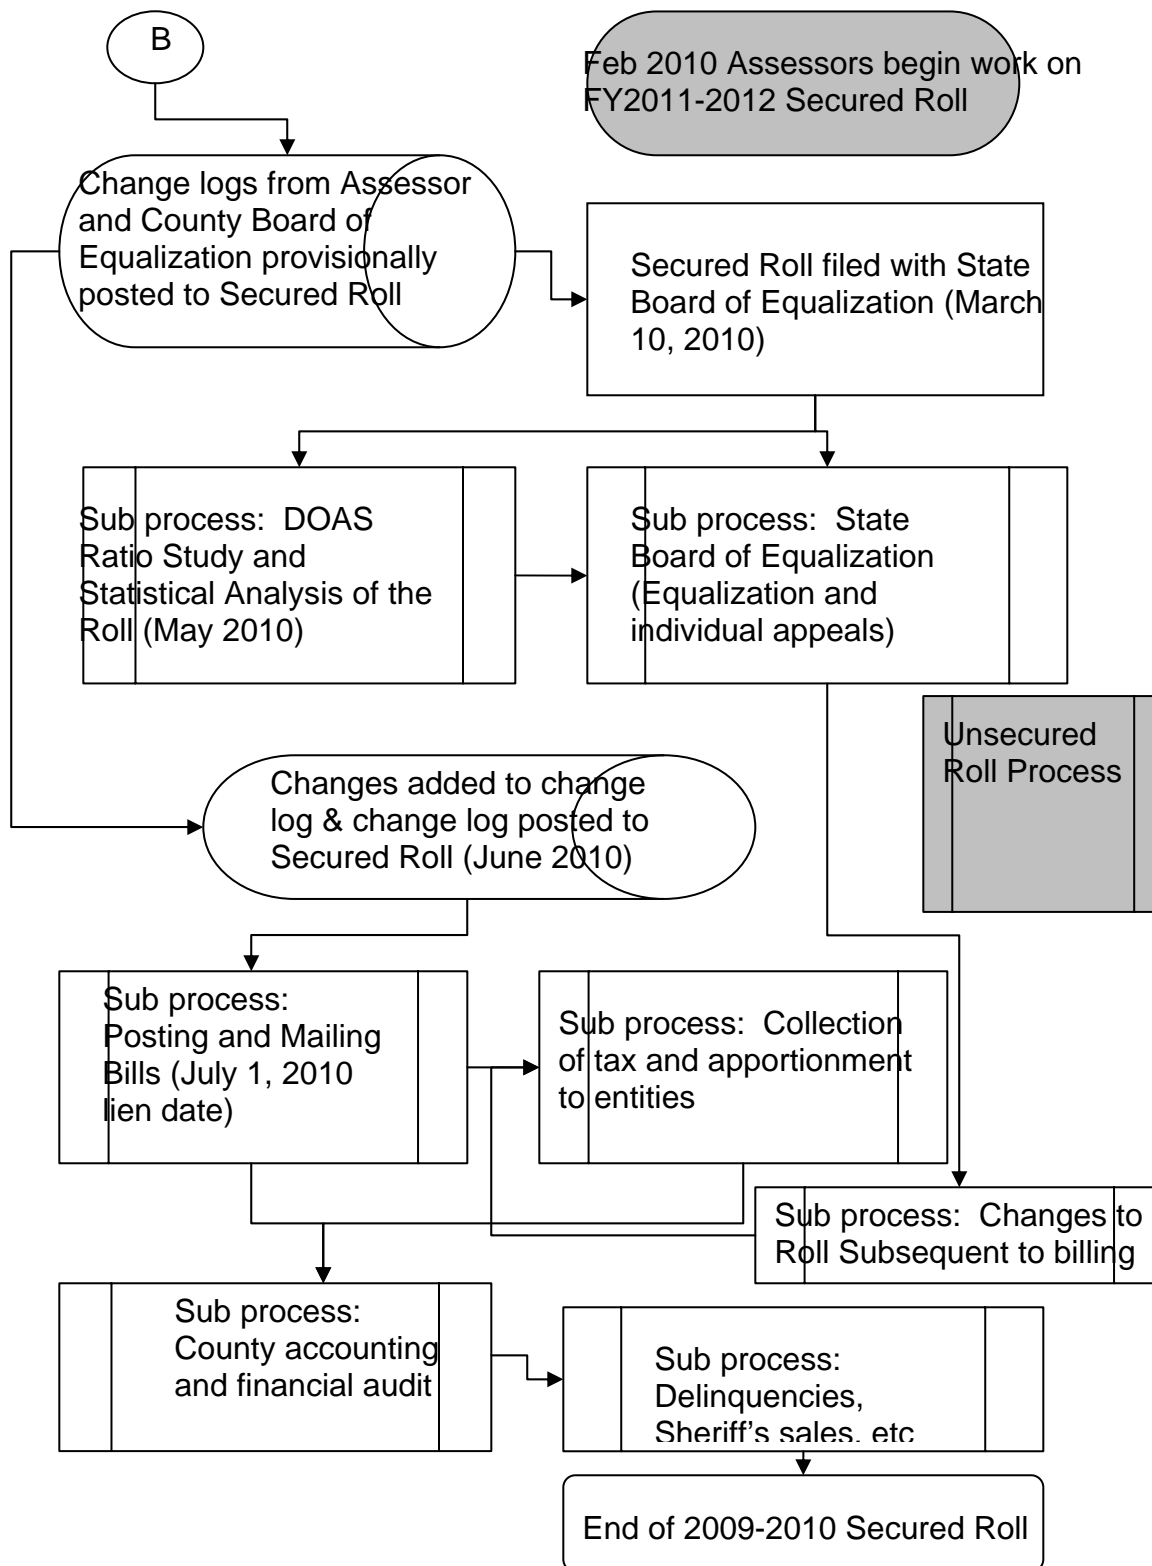 B
Feb 2010 Assessors begin work on
FY2011-2012 Secured Roll
Change logs from Assessor
and County Board of
Equalization provisionally
posted to Secured Roll
Secured Roll filed with State
Board of Equalization (March
10, 2010)
Sub process:  DOAS
Ratio Study and
Statistical Analysis of the
Roll (May 2010)
Sub process:  State
Board of Equalization
(Equalization and
individual appeals)
Unsecured
Roll Process
Changes added to change
log & change log posted to
Secured Roll (June 2010)
Sub process:
Posting and Mailing
Bills (July 1, 2010
lien date)
Sub process:  Collection
of tax and apportionment
to entities
Sub process:  Changes to
Roll Subsequent to billing
Sub process:
County accounting
and financial audit
Sub process:
Delinquencies,
Sheriff's sales, etc
End of 2009-2010 Secured Roll